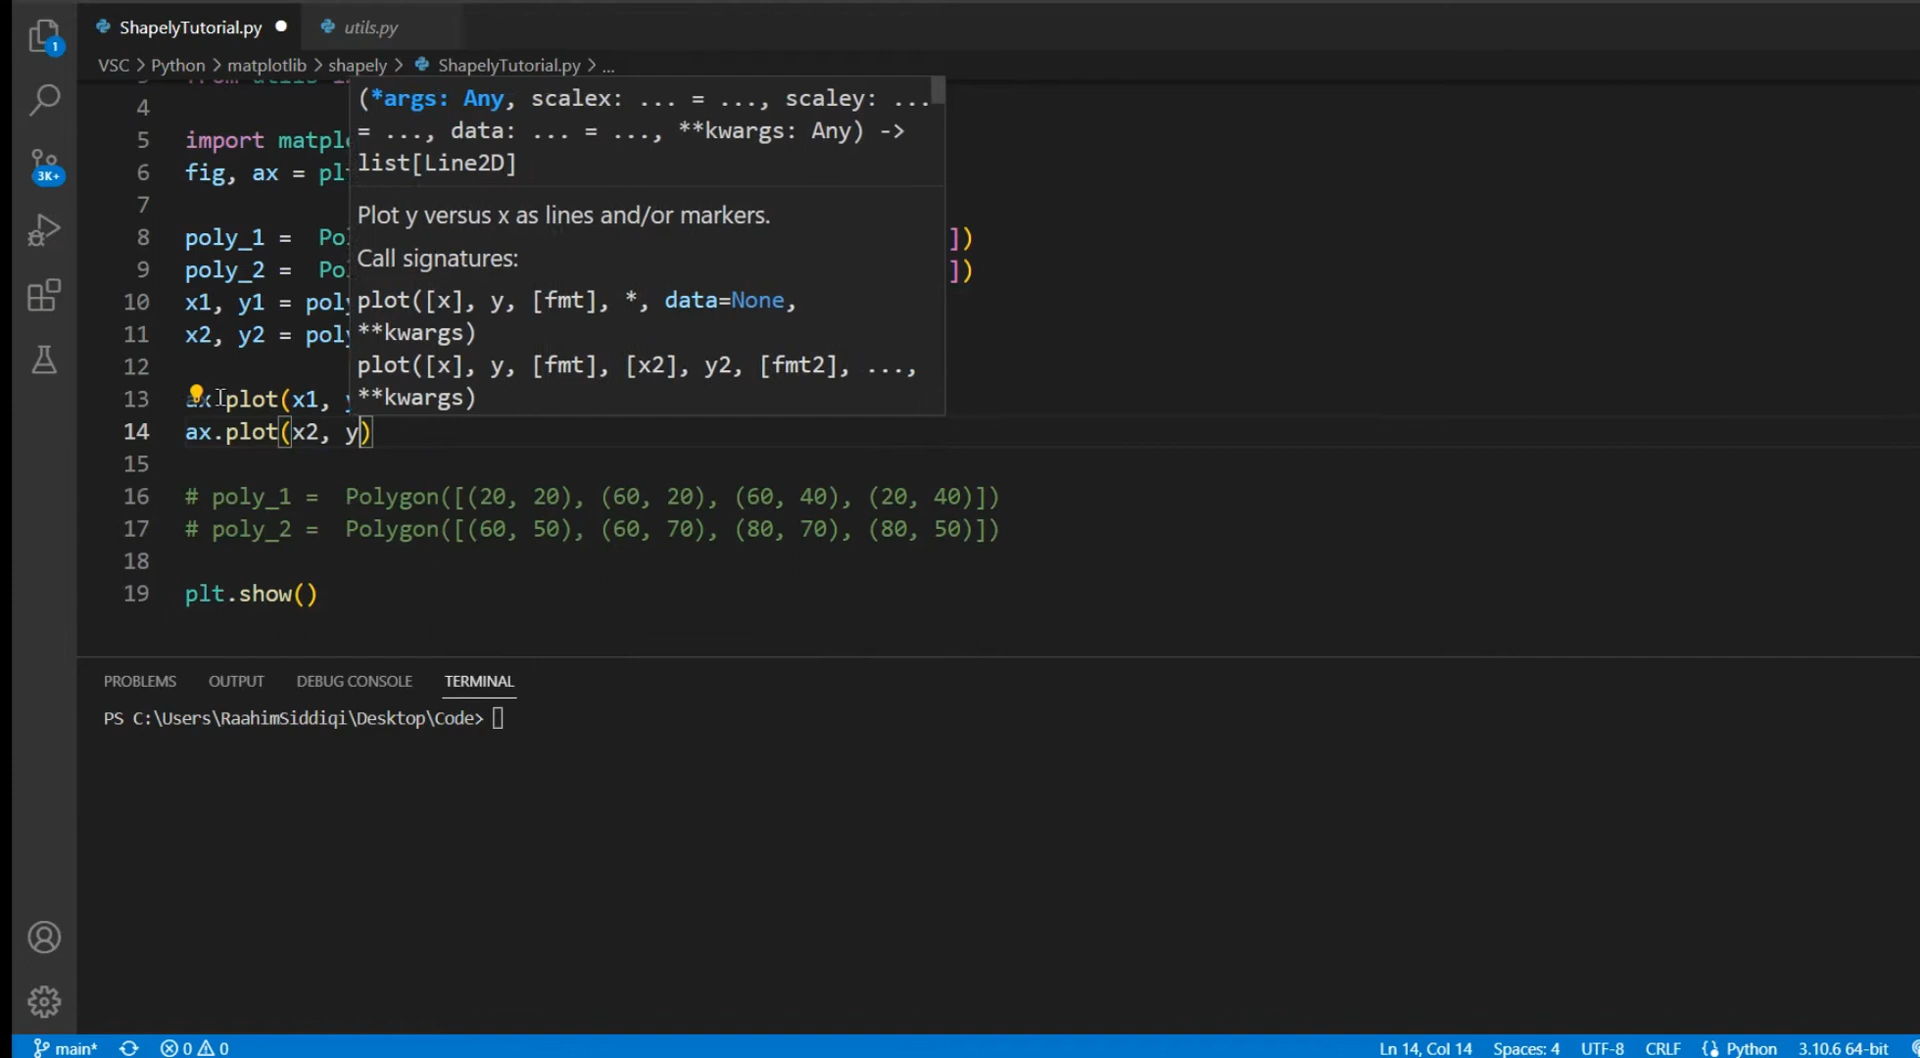 ShapelyTutorial.py
utils.py
1
VSC > Python > matplotlib > shapely > ShapelyTutorial.py > ...
4
5 import matplo
6 fig, ax = plt
7
8 poly_1 = Po ])
9 poly_2 = Po ])
10 x1, y1 = poly
11 x2, y2 = poly
12
13 ax.plot(x1,
14 ax.plot(x2, y)
15
16 # poly_1 = Polygon([(20, 20), (60, 20), (60, 40), (20, 40)])
17 # poly_2 = Polygon([(60, 50), (60, 70), (80, 70), (80, 50)])
18
19 plt.show()
(*args: Any, scalex: ... = ..., scaley: ...
= ..., data: ... = ..., **kwargs: Any) ->
list[Line2D]
Plot y versus x as lines and/or markers.
Call signatures:
plot([x], y, [fmt], *, data=None,
**kwargs)
plot([x], y, [fmt], [x2], y2, [fmt2], ...,
**kwargs)
3K+
PROBLEMS OUTPUT DEBUG CONSOLE TERMINAL
PS C:\Users\RaahimSiddiqi\Desktop\Code>
main* 0 0 Ln 14, Col 14 Spaces: 4 UTF-8 CRLF Python 3.10.6 64-bit